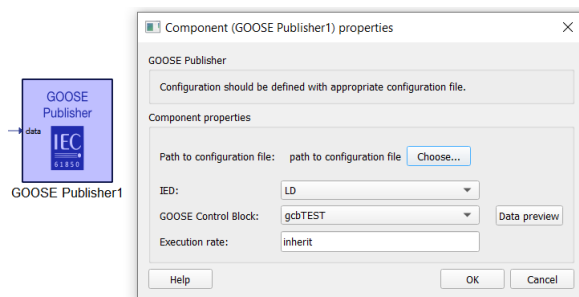 GOOSE
Publisher
data
IEC
61850
GOOSE Publisher1
Component (GOOSE Publisher1) properties
GOOSE Publisher
Configuration should be defined with appropriate configuration file.
Component properties
Path to configuration file: path to configuration file Choose...
IED: LD
GOOSE Control Block: gcbTEST Data preview
Execution rate: inherit
Help OK Cancel